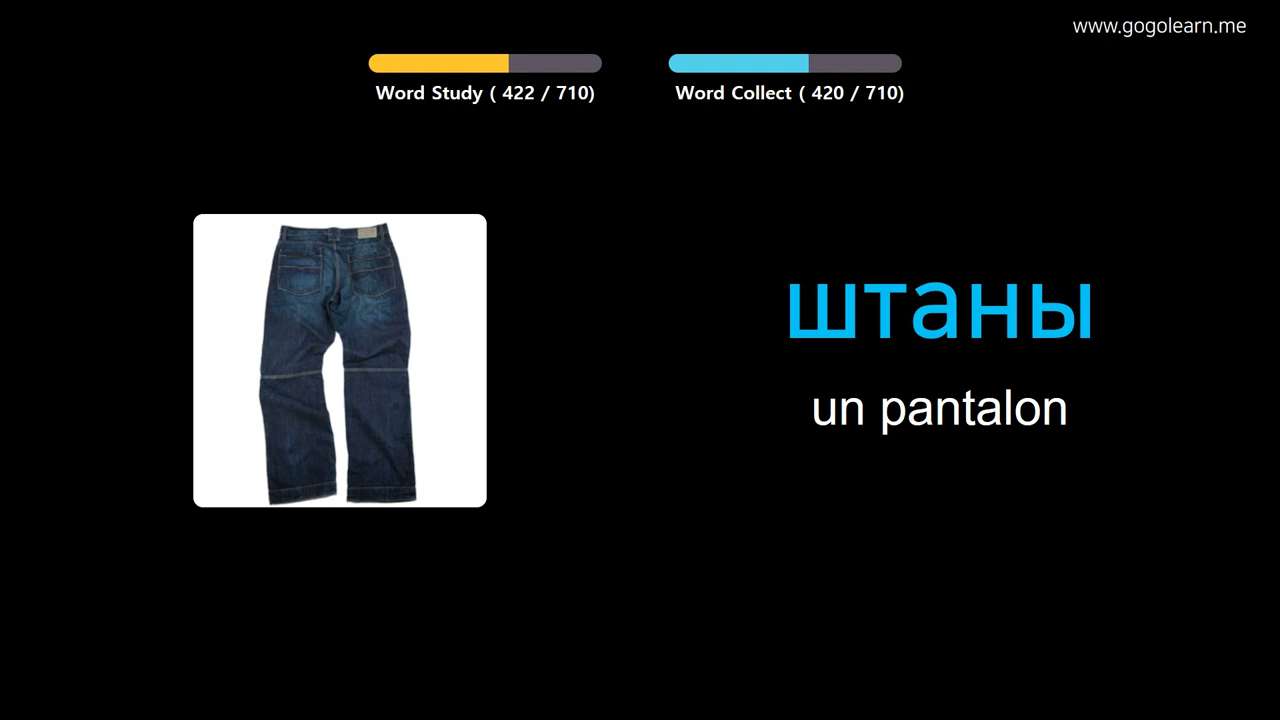 www.gogolearn.me
Word Study ( 422 / 710)
Word Collect ( 420 / 710)
штаны
un pantalon